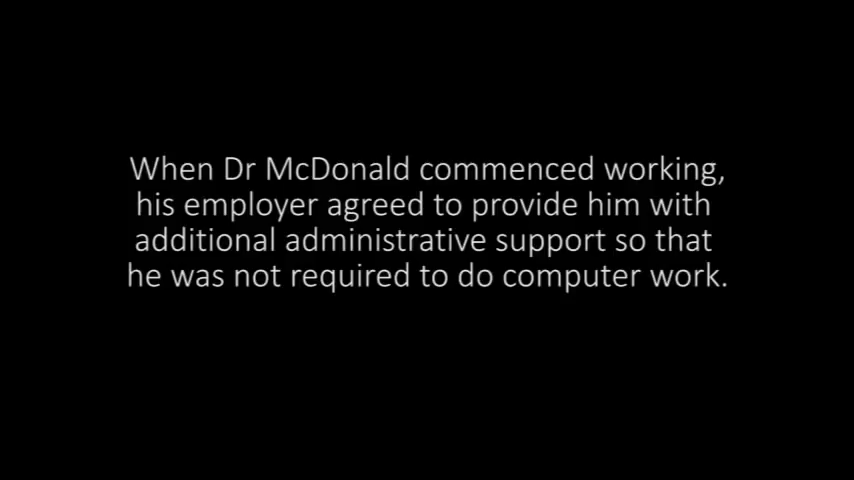 When Dr McDonald commenced working,
his employer agreed to provide him with
additional administrative support so that
he was not required to do computer work.